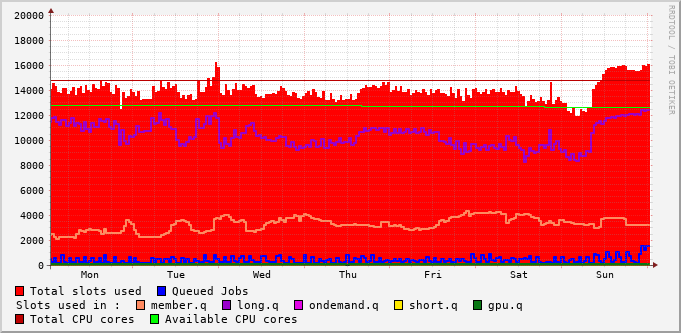 RRDTOOL / TOBI OETIKER
20000
18000
16000
14000
12000
10000
8000
6000
4000
2000
0
Mon Tue Wed Thu Fri Sat Sun
Total slots used Queued Jobs
Slots used in : member.q long.q ondemand.q short.q gpu.q
Total CPU cores Available CPU cores